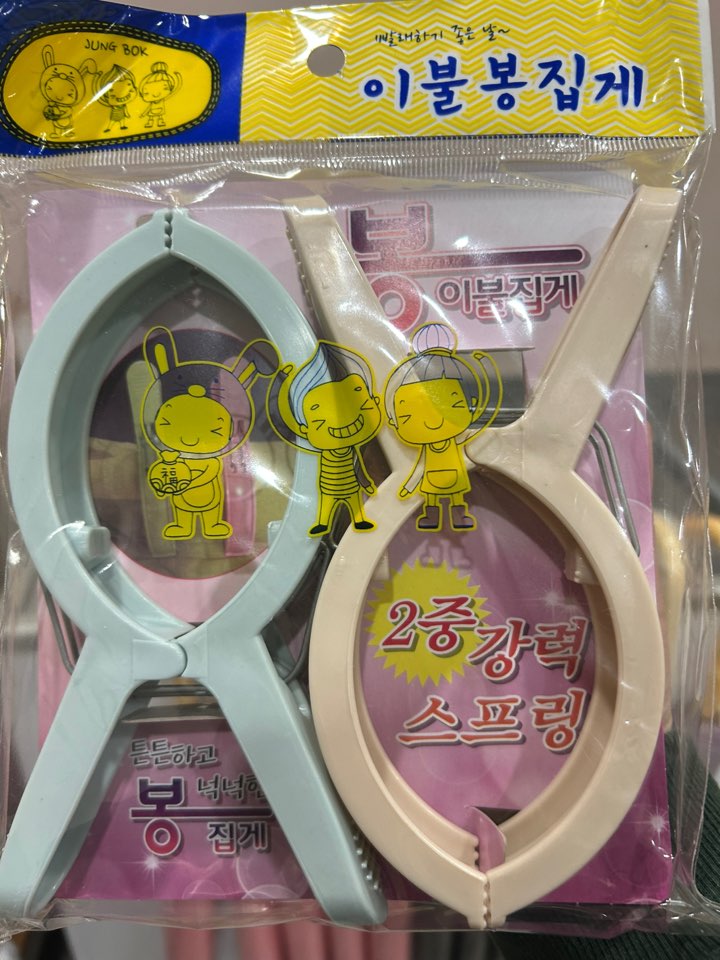 JUNG BOK
"빨래하기 좋은 날~
이불봉집게
봉
이불집게
福
2중 강력
스프링
튼튼하고
넉넉한
봉
집게